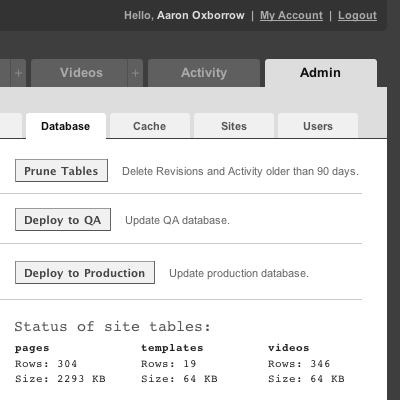 Hello, Aaron Oxborrow | My Account | Logout
+ Videos + Activity Admin
Database Cache Sites Users
Prune Tables Delete Revisions and Activity older than 90 days.
Deploy to QA Update QA database.
Deploy to Production Update production database.
Status of site tables:
pages templates videos
Rows: 304 Rows: 19 Rows: 346
Size: 2293 KB Size: 64 KB Size: 64 KB